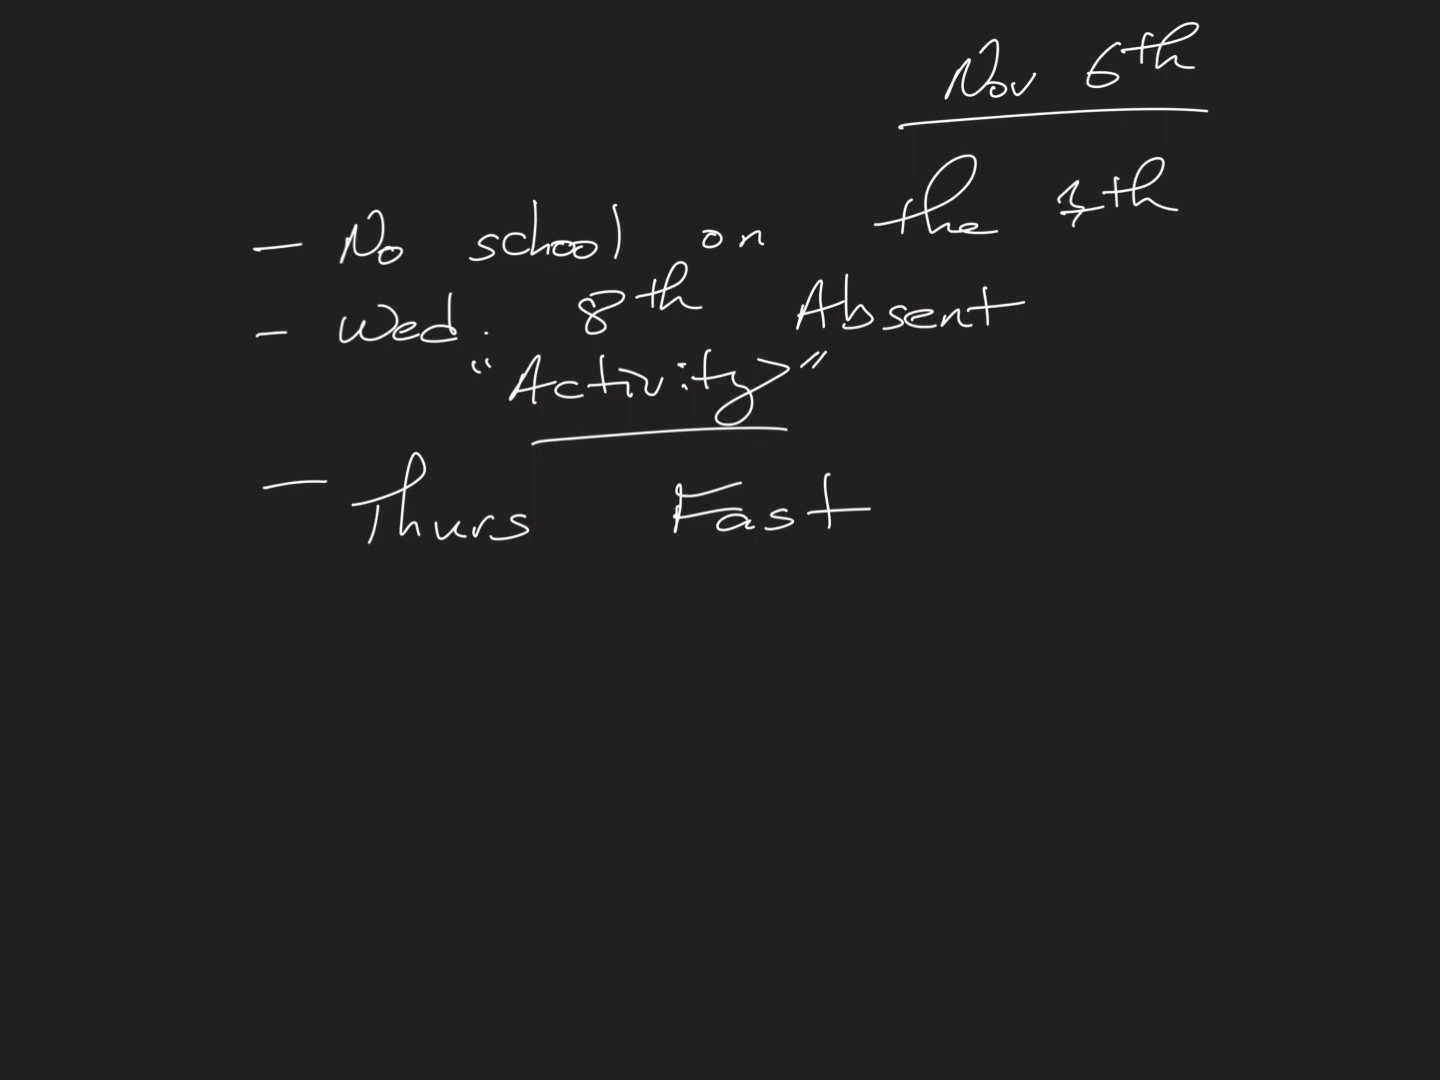 Nov 6th
- No school on the 7th
- Wed. 8th Absent
"Activity"
- Thurs Fast